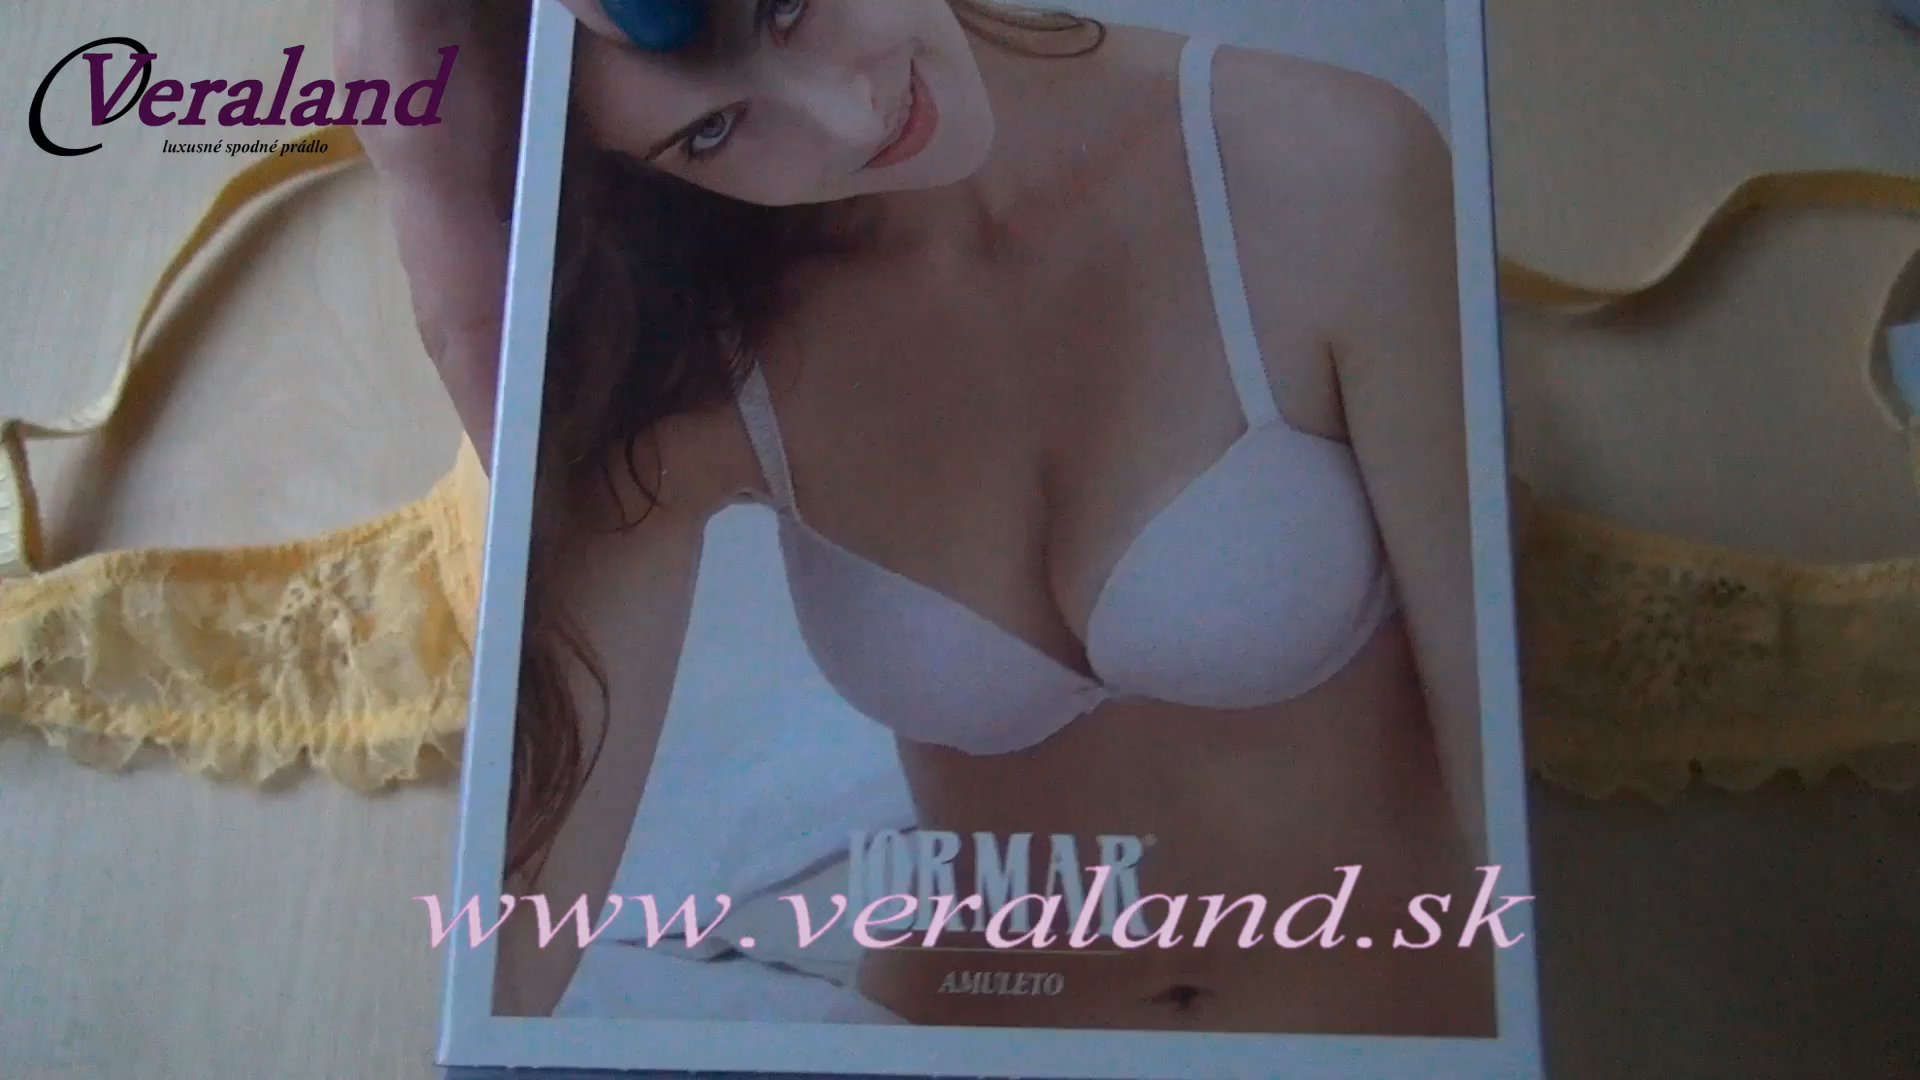 Veraland
luxusné spodné prádlo
JORMAR
www.veraland.sk
AMULETO